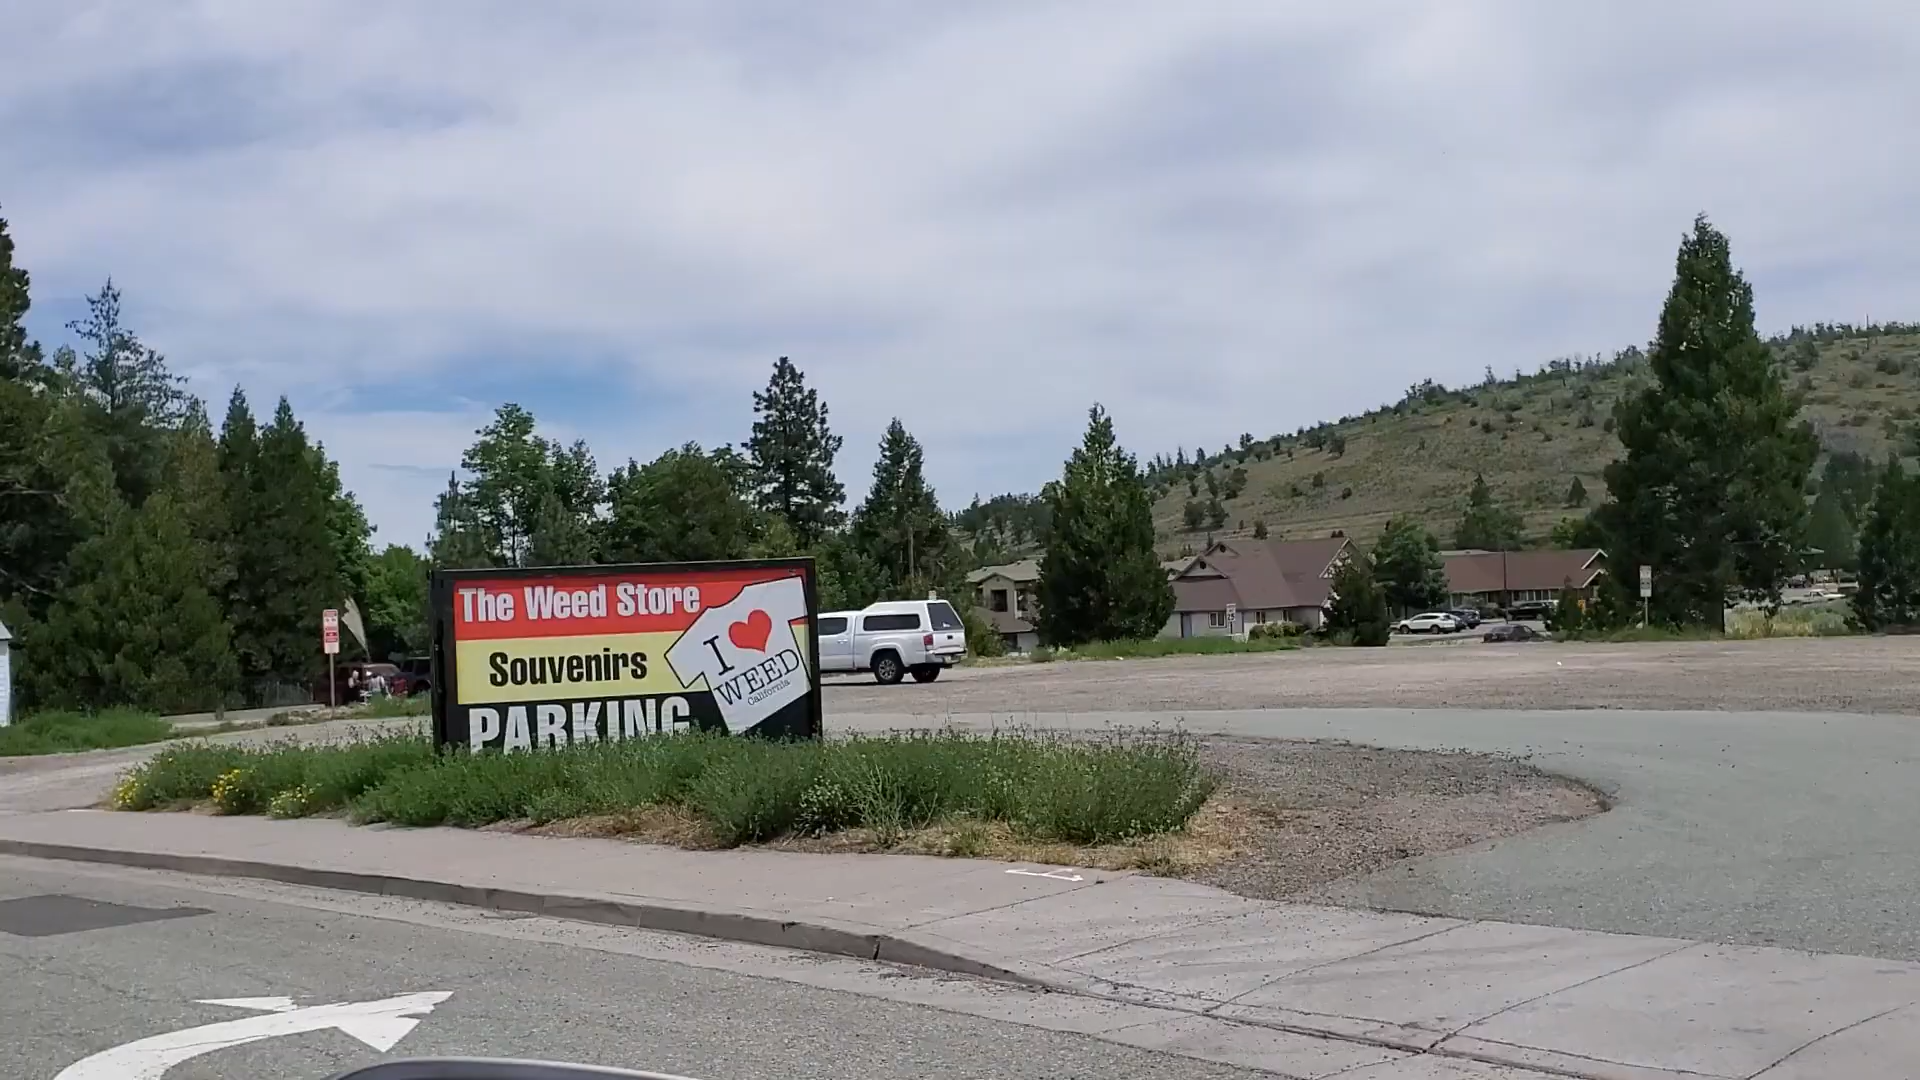 The Weed Store
Souvenirs
PARKING
I ❤
WEED
California